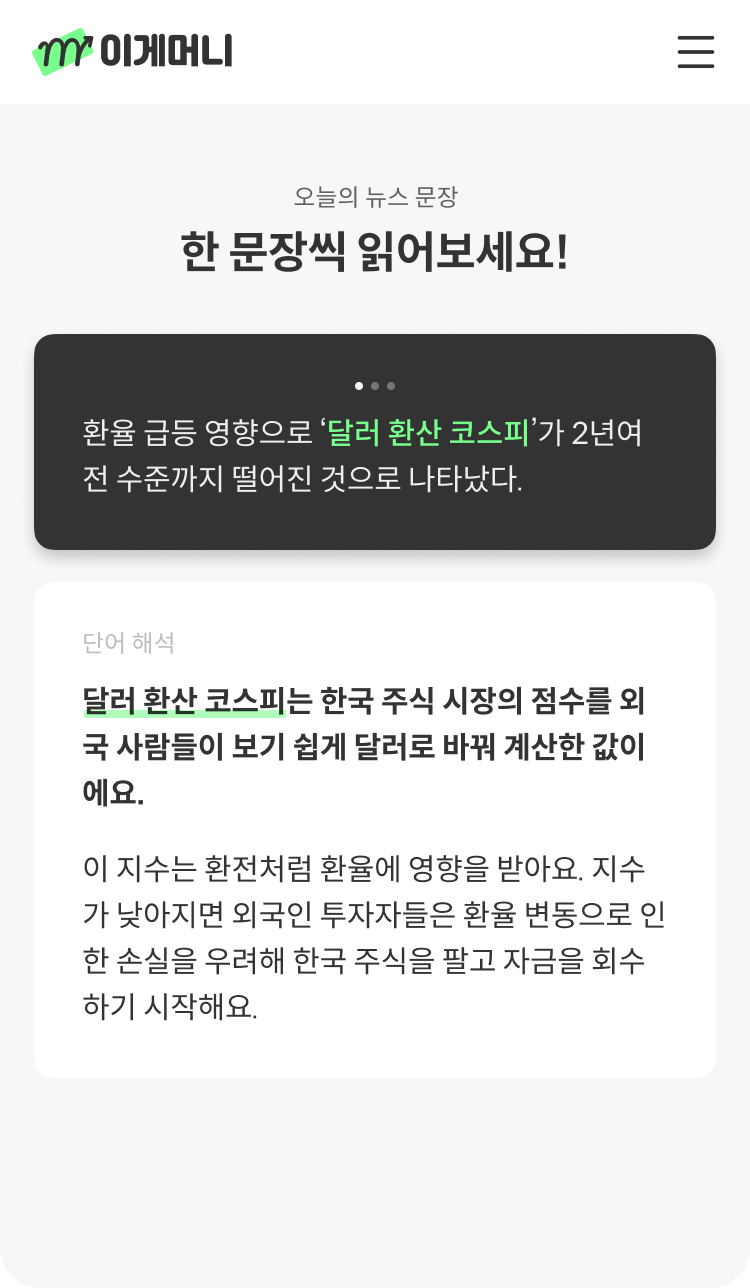 이게머니
오늘의 뉴스 문장
한 문장씩 읽어보세요!
환율 급등 영향으로 ‘달러 환산 코스피’가 2년여
전 수준까지 떨어진 것으로 나타났다.
단어 해석
달러 환산 코스피는 한국 주식 시장의 점수를 외
국 사람들이 보기 쉽게 달러로 바꿔 계산한 값이
에요.
이 지수는 환전처럼 환율에 영향을 받아요. 지수
가 낮아지면 외국인 투자자들은 환율 변동으로 인
한 손실을 우려해 한국 주식을 팔고 자금을 회수
하기 시작해요.